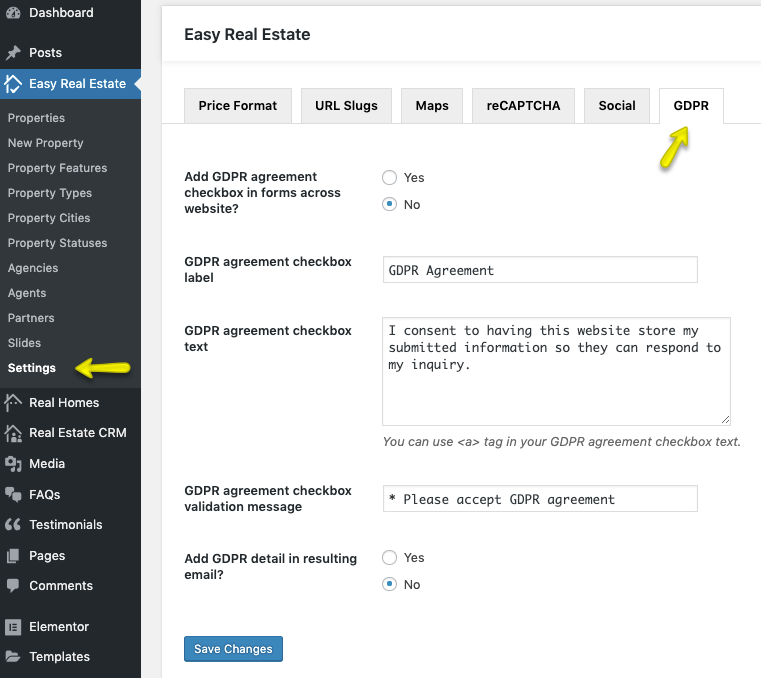 Dashboard
Posts
Easy Real Estate
Properties
New Property
Property Features
Property Types
Property Cities
Property Statuses
Agencies
Agents
Partners
Slides
Settings
Real Homes
Real Estate CRM
Media
FAQs
Testimonials
Pages
Comments
Elementor
Templates
Easy Real Estate
Price Format
URL Slugs
Maps
reCAPTCHA
Social
GDPR
Add GDPR agreement
checkbox in forms across
website?
Yes
No
GDPR agreement checkbox
label
GDPR Agreement
GDPR agreement checkbox
text
I consent to having this website store my
submitted information so they can respond to
my inquiry.
You can use <a> tag in your GDPR agreement checkbox text.
GDPR agreement checkbox
validation message
* Please accept GDPR agreement
Add GDPR detail in resulting
email?
Yes
No
Save Changes